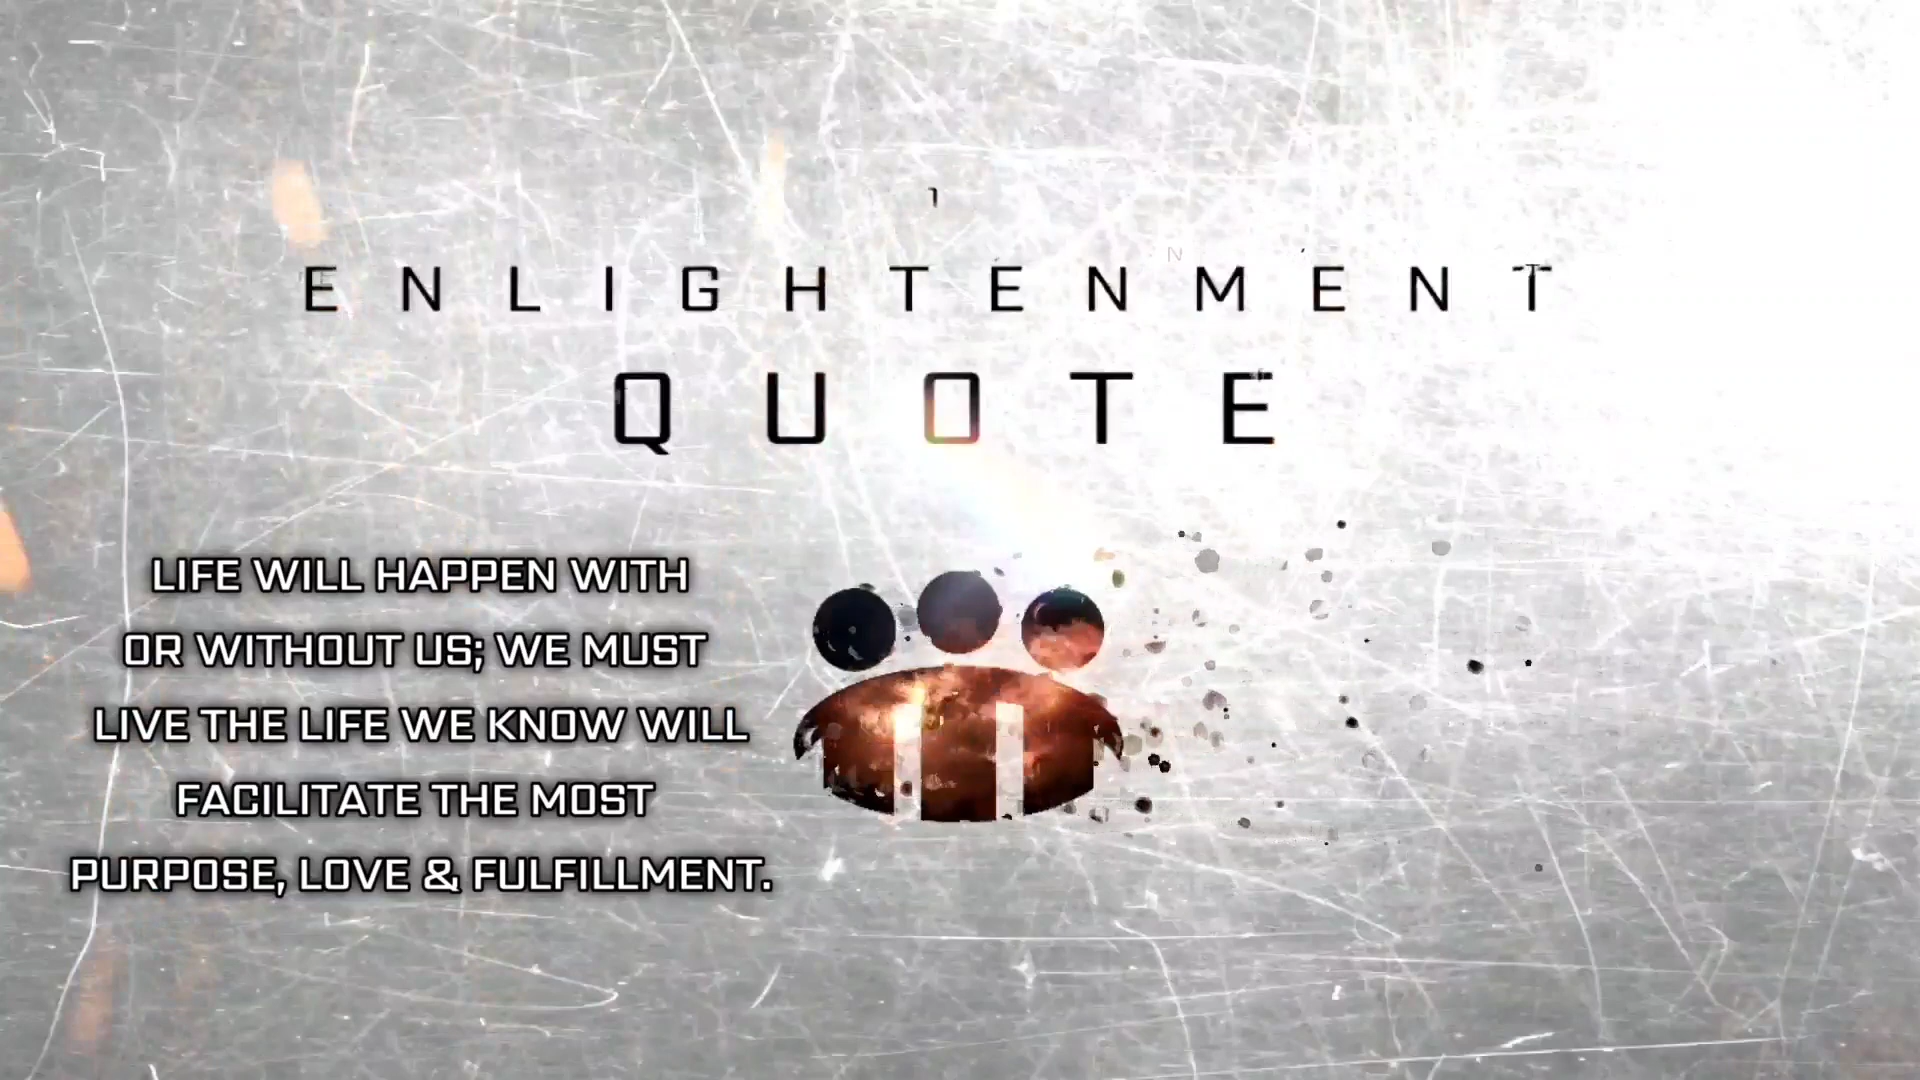 ENLIGHTENMENT
QUOTE
LIFE WILL HAPPEN WITH
OR WITHOUT US; WE MUST
LIVE THE LIFE WE KNOW WILL
FACILITATE THE MOST
PURPOSE, LOVE & FULFILLMENT.